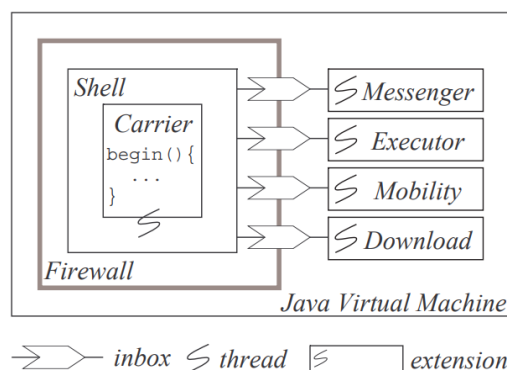 Shell
Carrier
begin(){
...
}
Firewall
Messenger
Executor
Mobility
Download
Java Virtual Machine
inbox thread extension